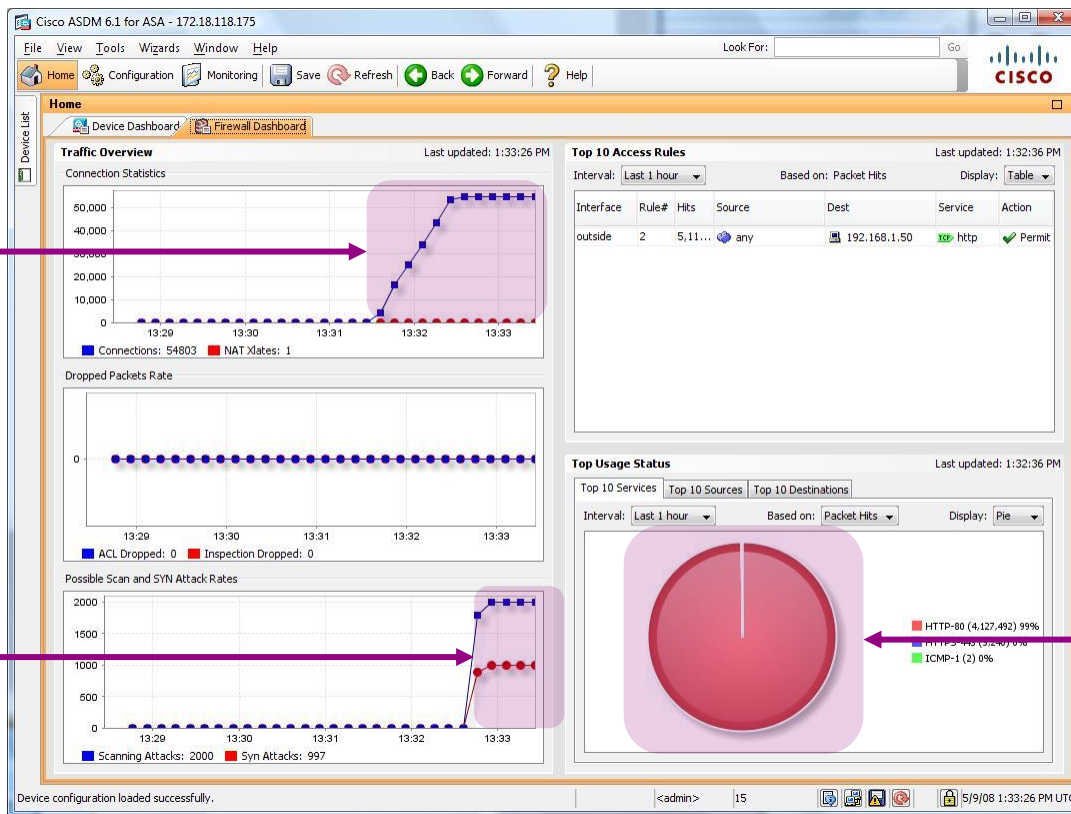 Cisco ASDM 6.1 for ASA - 172.18.118.175
File View Tools Wizards Window Help
Look For: Go
Home Configuration Monitoring Save Refresh Back Forward Help
CISCO
Device List
Home
Device Dashboard Firewall Dashboard
Traffic Overview Last updated: 1:33:26 PM
Connection Statistics
50,000
40,000
20,000
10,000
0
13:29 13:30 13:31 13:32 13:33
Connections: 54803 NAT Xlates: 1
Dropped Packets Rate
0
13:29 13:30 13:31 13:32 13:33
ACL Dropped: 0 Inspection Dropped: 0
Possible Scan and SYN Attack Rates
2000
1500
1000
500
0
13:29 13:30 13:31 13:32 13:33
Scanning Attacks: 2000 Syn Attacks: 997
Top 10 Access Rules Last updated: 1:32:36 PM
Interval: Last 1 hour Based on: Packet Hits Display: Table
Interface Rule# Hits Source Dest Service Action
outside 2 5,11... any 192.168.1.50 TCP http Permit
Top Usage Status Last updated: 1:32:36 PM
Top 10 Services Top 10 Sources Top 10 Destinations
Interval: Last 1 hour Based on: Packet Hits Display: Pie
HTTP-80 (4,127,492) 99%
ICMP-1 (2) 0%
Device configuration loaded successfully.
<admin> 15 5/9/08 1:33:26 PM UTC